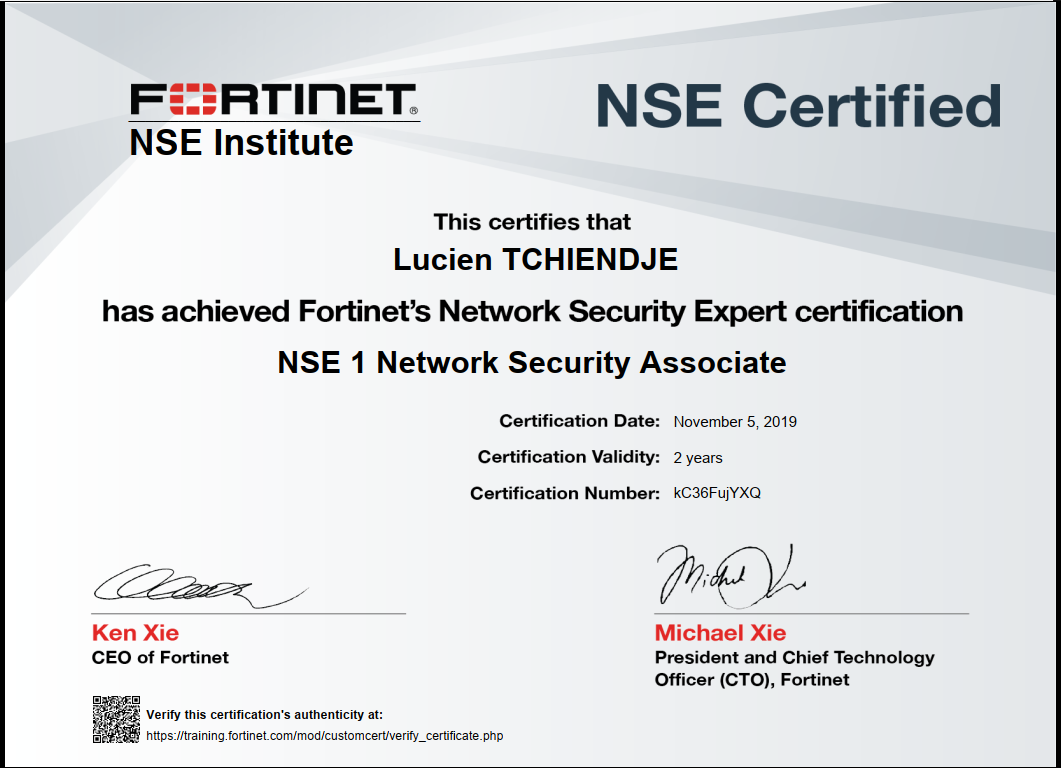 FORTINET®
NSE Institute
NSE Certified
This certifies that
Lucien TCHIENDJE
has achieved Fortinet’s Network Security Expert certification
NSE 1 Network Security Associate
Certification Date: November 5, 2019
Certification Validity: 2 years
Certification Number: kC36FujYXQ
Ken Xie
CEO of Fortinet
Michael Xie
President and Chief Technology
Officer (CTO), Fortinet
Verify this certification's authenticity at:
https://training.fortinet.com/mod/customcert/verify_certificate.php